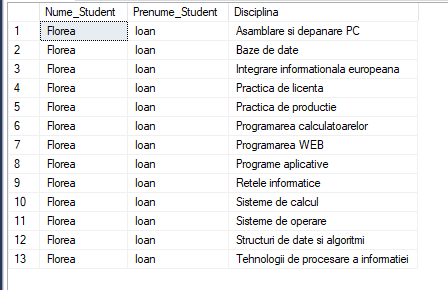 Nume_Student Prenume_Student Disciplina
1 Florea Ioan Asamblare si depanare PC
2 Florea Ioan Baze de date
3 Florea Ioan Integrare informationala europeana
4 Florea Ioan Practica de licenta
5 Florea Ioan Practica de productie
6 Florea Ioan Programarea calculatoarelor
7 Florea Ioan Programarea WEB
8 Florea Ioan Programe aplicative
9 Florea Ioan Retele informatice
10 Florea Ioan Sisteme de calcul
11 Florea Ioan Sisteme de operare
12 Florea Ioan Structuri de date si algoritmi
13 Florea Ioan Tehnologii de procesare a informatiei